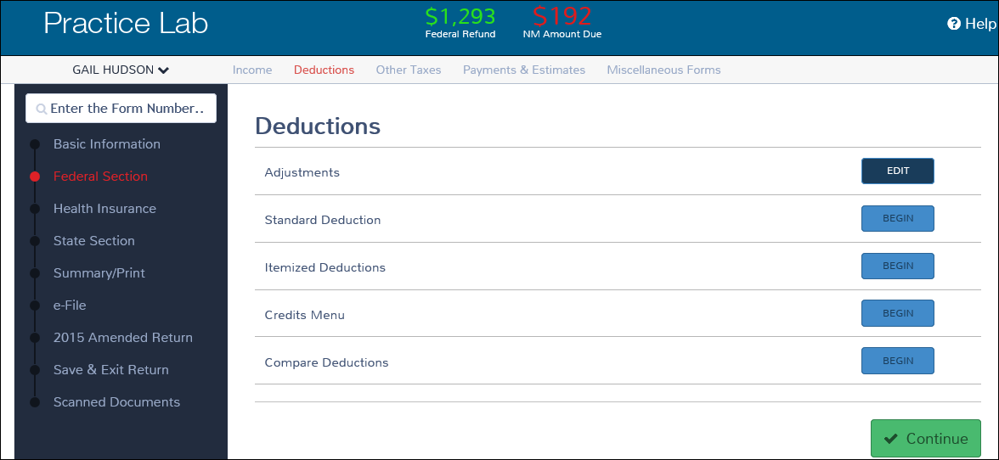 Practice Lab
$1,293
Federal Refund
$192
NM Amount Due
Help
GAIL HUDSON
Income
Deductions
Other Taxes
Payments & Estimates
Miscellaneous Forms
Enter the Form Number..
Basic Information
Federal Section
Health Insurance
State Section
Summary/Print
e-File
2015 Amended Return
Save & Exit Return
Scanned Documents
Deductions
Adjustments
EDIT
Standard Deduction
BEGIN
Itemized Deductions
BEGIN
Credits Menu
BEGIN
Compare Deductions
BEGIN
Continue